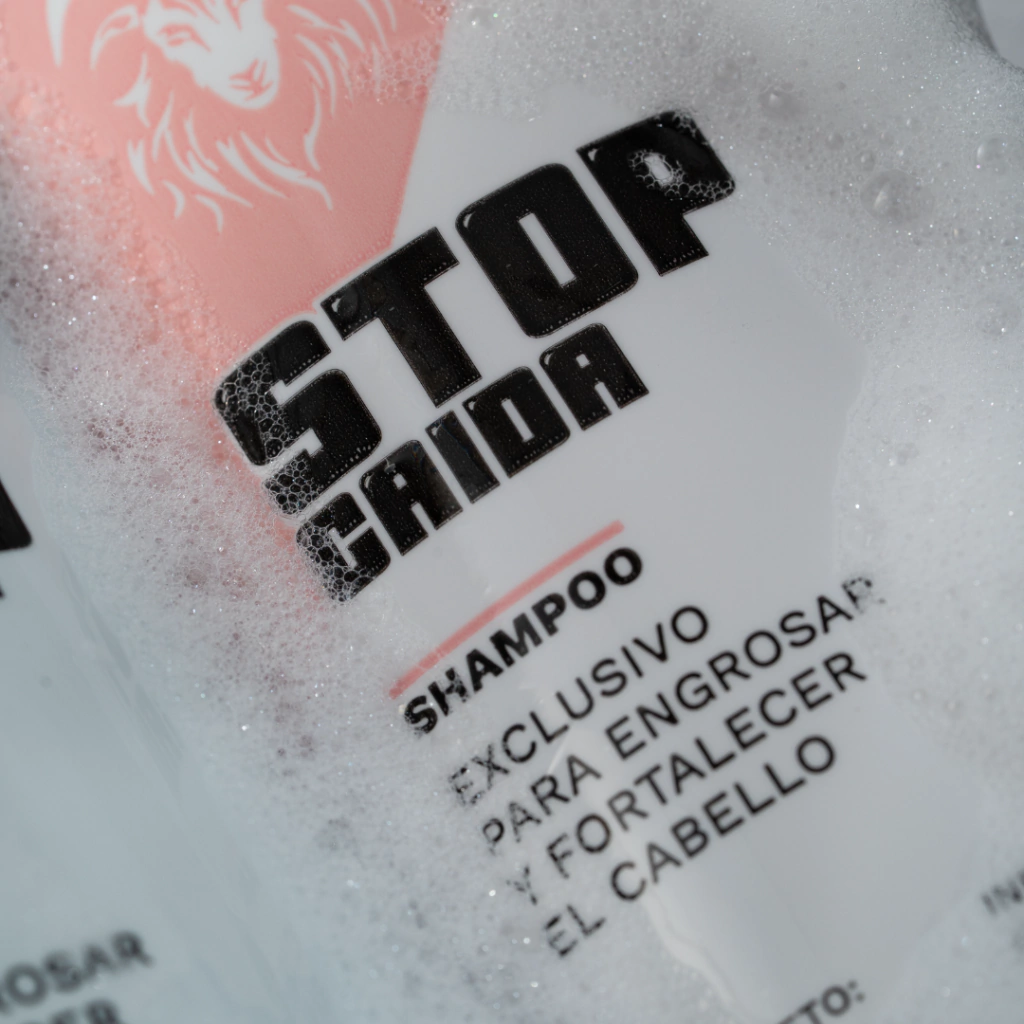 STOP
CAIDA
SHAMPOO
EXCLUSIVO
PARA ENGROSAR
Y FORTALECER
EL CABELLO